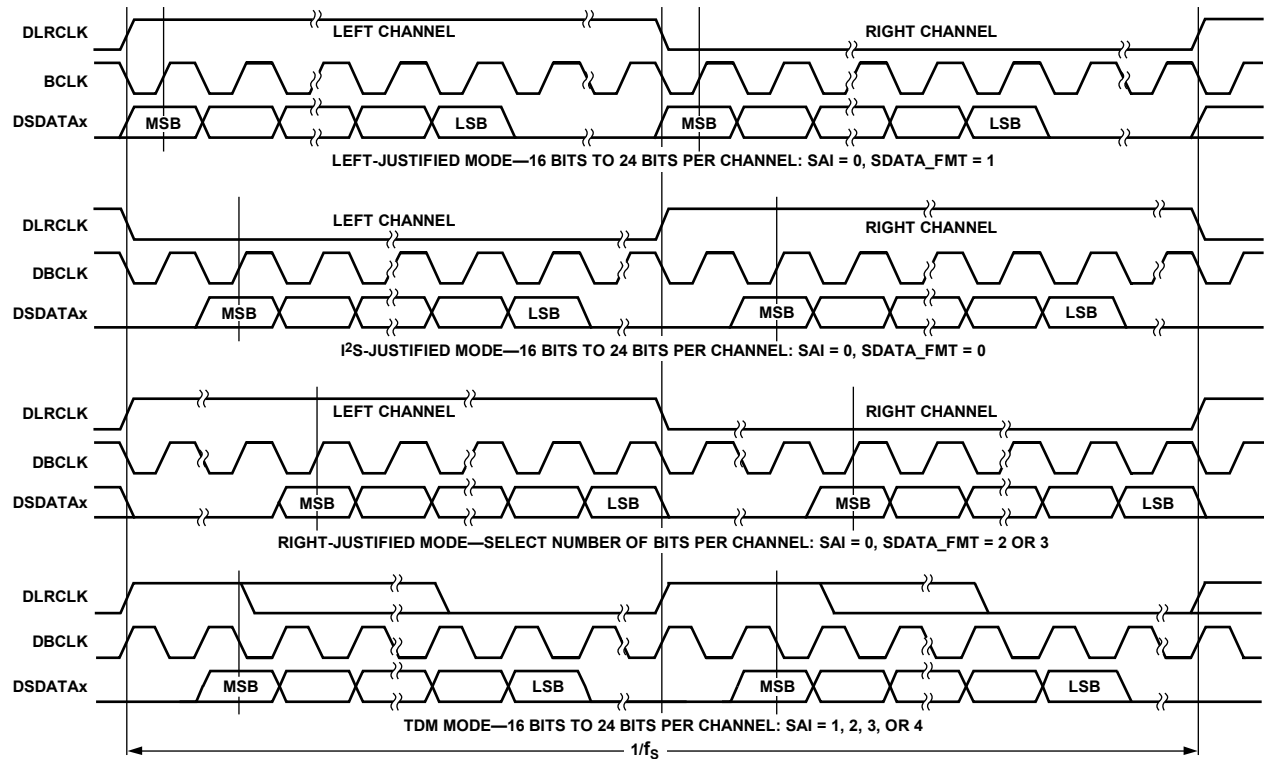 DLRCLK LEFT CHANNEL RIGHT CHANNEL
BCLK
DSDATAx MSB LSB MSB LSB
LEFT-JUSTIFIED MODE—16 BITS TO 24 BITS PER CHANNEL: SAI = 0, SDATA_FMT = 1
DLRCLK LEFT CHANNEL RIGHT CHANNEL
DBCLK
DSDATAx MSB LSB MSB LSB
I²S-JUSTIFIED MODE—16 BITS TO 24 BITS PER CHANNEL: SAI = 0, SDATA_FMT = 0
DLRCLK LEFT CHANNEL RIGHT CHANNEL
DBCLK
DSDATAx MSB LSB MSB LSB
RIGHT-JUSTIFIED MODE—SELECT NUMBER OF BITS PER CHANNEL: SAI = 0, SDATA_FMT = 2 OR 3
DLRCLK
DBCLK
DSDATAx MSB LSB MSB LSB
TDM MODE—16 BITS TO 24 BITS PER CHANNEL: SAI = 1, 2, 3, OR 4
1/fS